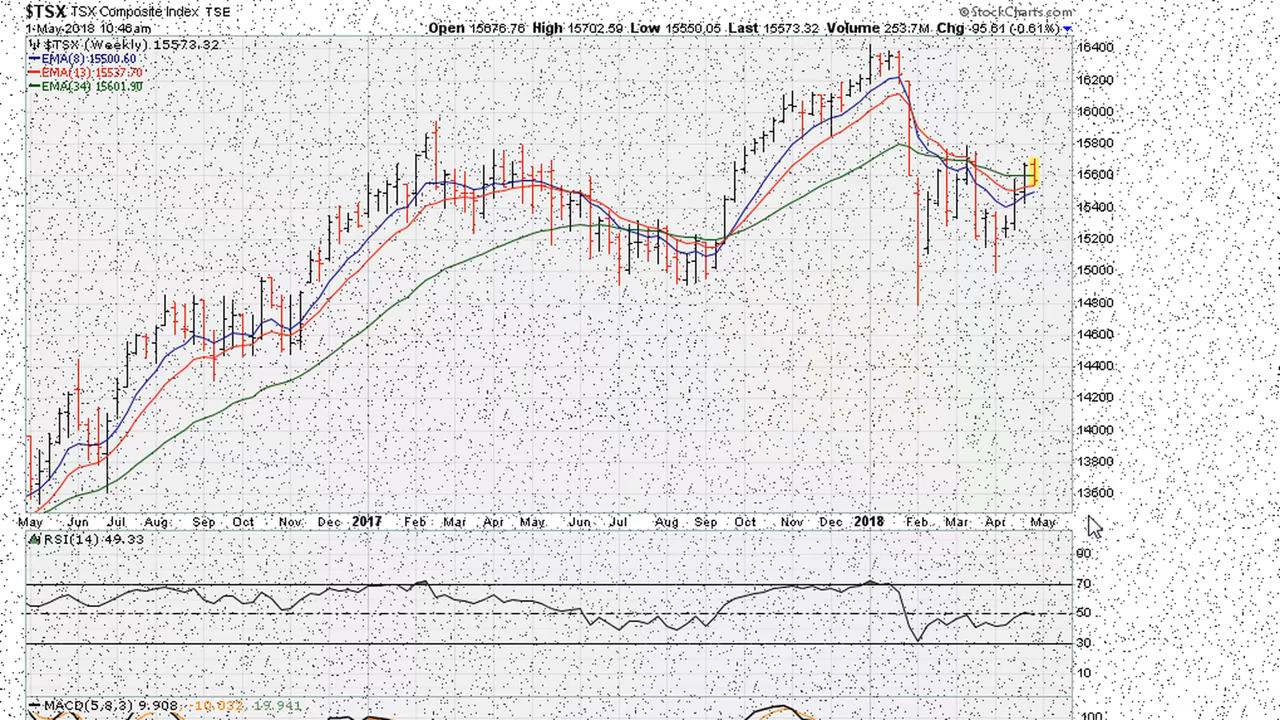 $TSX TSX Composite Index TSE
© StockCharts.com
1-May-2018 10:46am
Open 15676.76 High 15702.59 Low 15550.05 Last 15573.32 Volume 253.7M Chg -95.61 (-0.61%)
$TSX (Weekly) 15573.32
EMA(8) 15500.60
EMA(13) 15537.70
EMA(34) 15601.90
16400
16200
16000
15800
15600
15400
15200
15000
14800
14600
14400
14200
14000
13800
13600
May Jun Jul Aug Sep Oct Nov Dec 2017 Feb Mar Apr May Jun Jul Aug Sep Oct Nov Dec 2018 Feb Mar Apr May
RSI(14) 49.33
90
70
50
30
10
MACD(5,8,3) 9.908, -10.032, 19.941
100